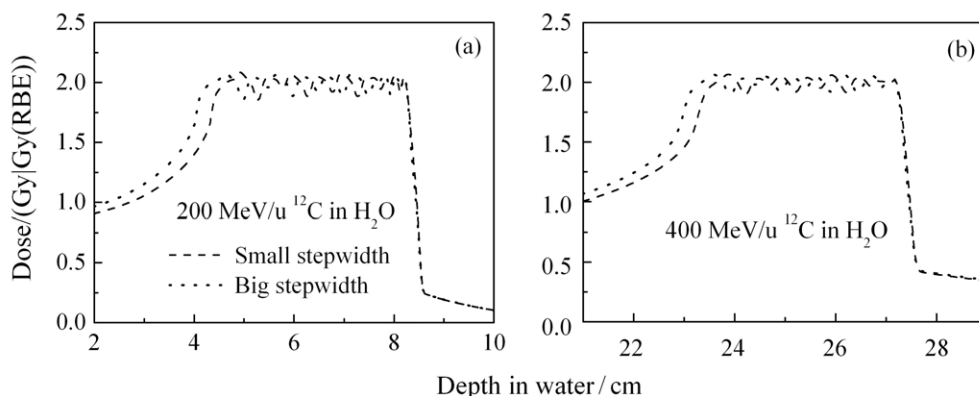 Dose/(Gy|Gy(RBE))
2.5
2.0
1.5
1.0
0.5
0.0
(a)
200 MeV/u ¹²C in H₂O
Small stepwidth
Big stepwidth
2 4 6 8 10
2.5
2.0
1.5
1.0
0.5
0.0
(b)
400 MeV/u ¹²C in H₂O
22 24 26 28
Depth in water / cm